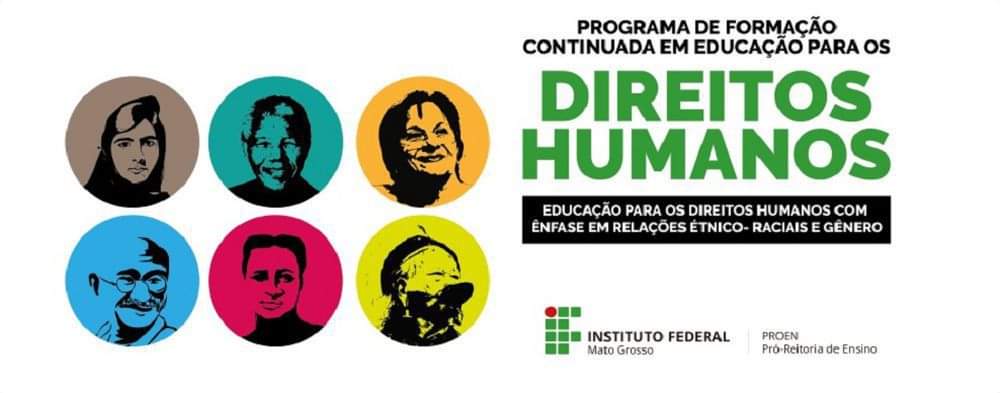 PROGRAMA DE FORMAÇÃO
CONTINUADA EM EDUCAÇÃO PARA OS
DIREITOS
HUMANOS
EDUCAÇÃO PARA OS DIREITOS HUMANOS COM
ÊNFASE EM RELAÇÕES ÉTNICO- RACIAIS E GÊNERO
INSTITUTO FEDERAL
Mato Grosso
PROEN
Pró-Reitoria de Ensino